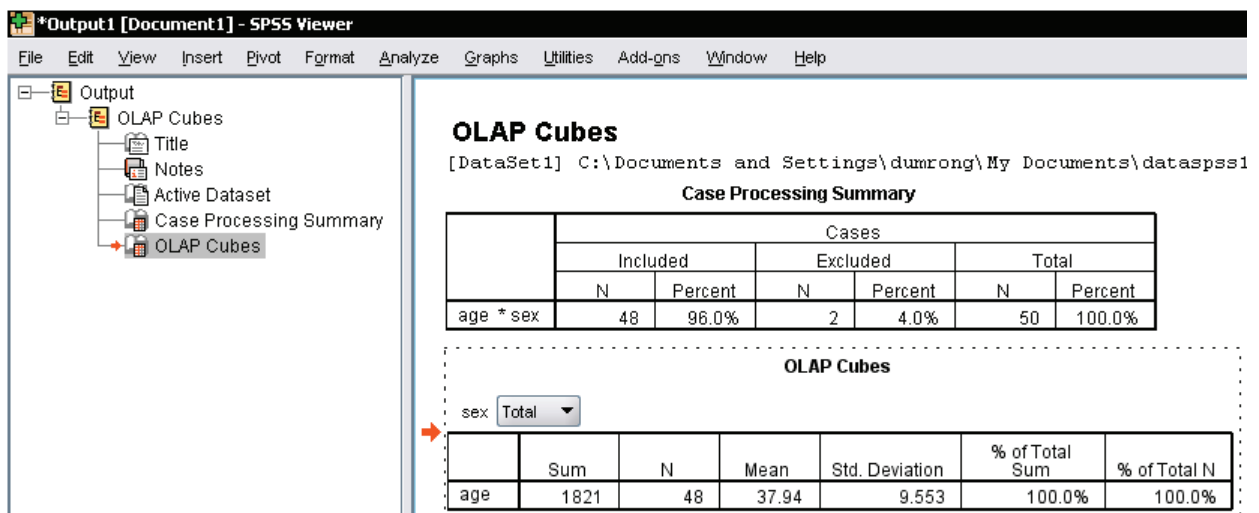 *Output1 [Document1] - SPSS Viewer
File Edit View Insert Pivot Format Analyze Graphs Utilities Add-ons Window Help
Output
OLAP Cubes
Title
Notes
Active Dataset
Case Processing Summary
OLAP Cubes
OLAP Cubes
[DataSet1] C:\Documents and Settings\dumrong\My Documents\dataspss1
Case Processing Summary
Cases
Included Excluded Total
N Percent N Percent N Percent
age * sex 48 96.0% 2 4.0% 50 100.0%
OLAP Cubes
sex Total
Sum N Mean Std. Deviation % of Total Sum % of Total N
age 1821 48 37.94 9.553 100.0% 100.0%